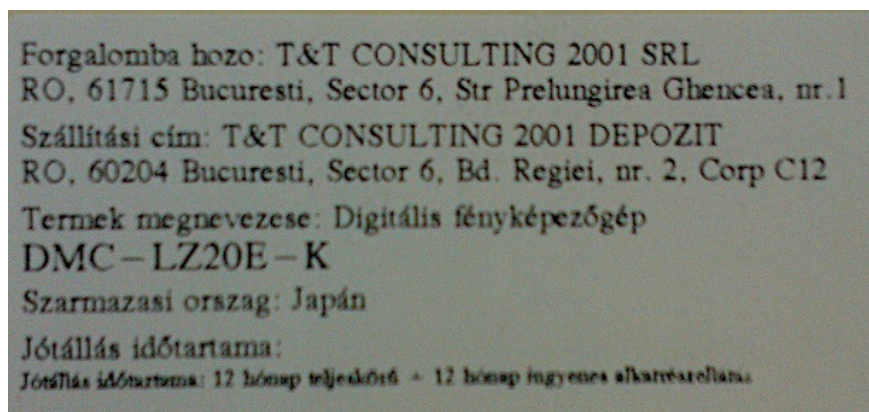 Forgalomba hozo: T&T CONSULTING 2001 SRL
RO, 61715 Bucuresti, Sector 6, Str Prelungirea Ghencea, nr.1
Szállítási cím: T&T CONSULTING 2001 DEPOZIT
RO, 60204 Bucuresti, Sector 6, Bd. Regiei, nr. 2, Corp C12
Termek megnevezese: Digitális fényképezőgép
DMC-LZ20E-K
Szarmazasi orszag: Japán
Jótállás időtartama:
Jótállás időtartama: 12 hónap teljeskörű + 12 hónap ingyenes